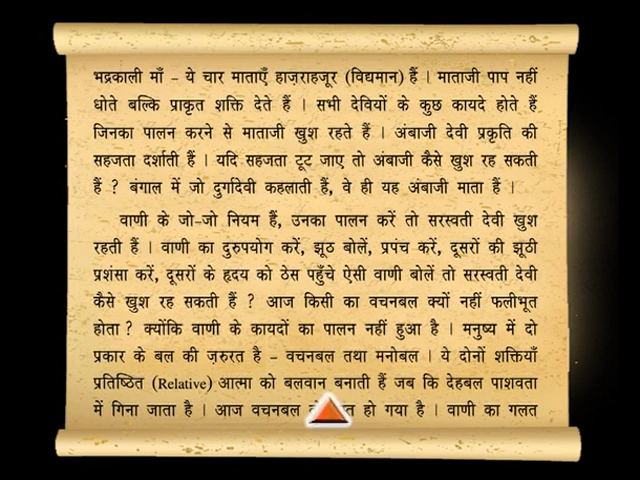 भद्रकाली माँ - ये चार माताएँ हाज़राहजूर (विद्यमान) हैं । माताजी पाप नहीं
धोते बल्कि प्राकृत शक्ति देते हैं । सभी देवियों के कुछ कायदे होते हैं
जिनका पालन करने से माताजी खुश रहते हैं । अंबाजी देवी प्रकृति की
सहजता दर्शाती हैं । यदि सहजता टूट जाए तो अंबाजी कैसे खुश रह सकती
हैं ? बंगाल में जो दुर्गादेवी कहलाती हैं, वे ही यह अंबाजी माता हैं ।
वाणी के जो-जो नियम हैं, उनका पालन करें तो सरस्वती देवी खुश
रहती हैं । वाणी का दुरुपयोग करें, झूठ बोलें, प्रपंच करें, दूसरों की झूठी
प्रशंसा करें, दूसरों के हृदय को ठेस पहुँचे ऐसी वाणी बोलें तो सरस्वती देवी
कैसे खुश रह सकती हैं ? आज किसी का वचनबल क्यों नहीं फलीभूत
होता ? क्योंकि वाणी के कायदों का पालन नहीं हुआ है । मनुष्य में दो
प्रकार के बल की ज़रुरत है - वचनबल तथा मनोबल । ये दोनों शक्तियाँ
प्रतिष्ठित (Relative) आत्मा को बलवान बनाती हैं जब कि देहबल पाशवता
में गिना जाता है । आज वचनबल हो गया है । वाणी का गलत